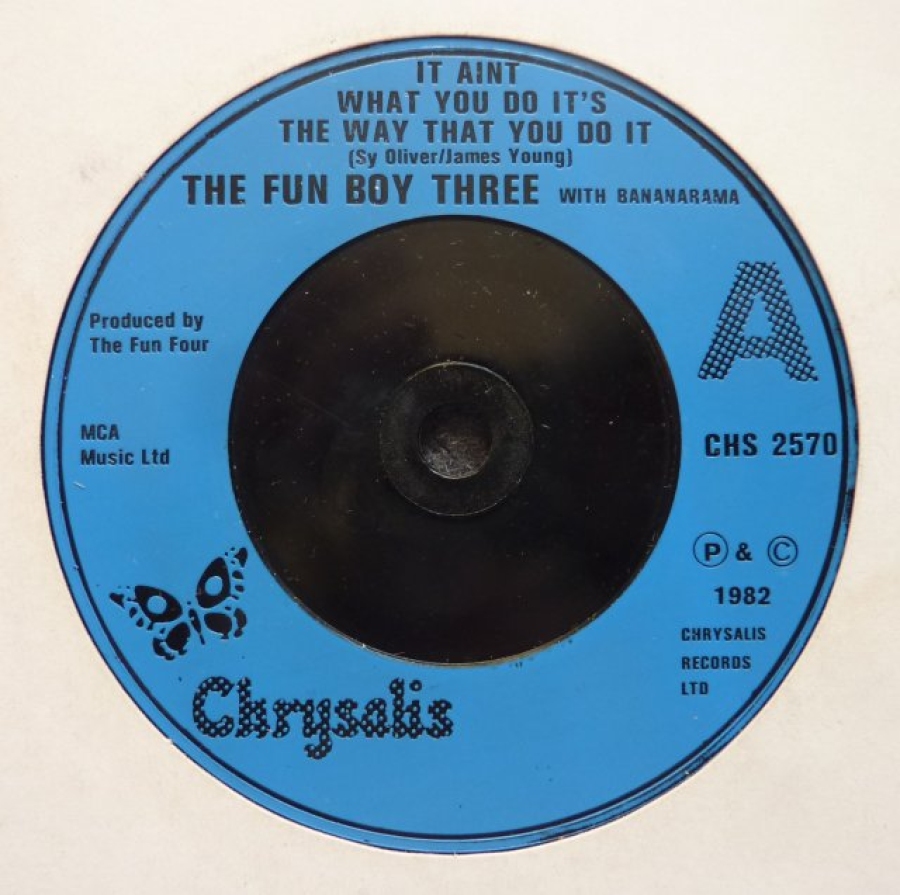 IT AINT
WHAT YOU DO IT'S
THE WAY THAT YOU DO IT
(Sy Oliver/James Young)
THE FUN BOY THREE WITH BANANARAMA
A
Produced by
The Fun Four
MCA
Music Ltd
CHS 2570
Ⓟ & ©
1982
CHRYSALIS
RECORDS
LTD
Chrysalis